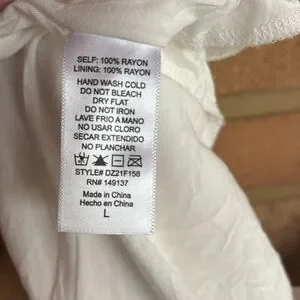 SELF: 100% RAYON
LINING: 100% RAYON
HAND WASH COLD
DO NOT BLEACH
DRY FLAT
DO NOT IRON
LAVE FRIO A MANO
NO USAR CLORO
SECAR EXTENDIDO
NO PLANCHAR
STYLE# DZ21F158
RN# 149137
Made in China
Hecho en China
L